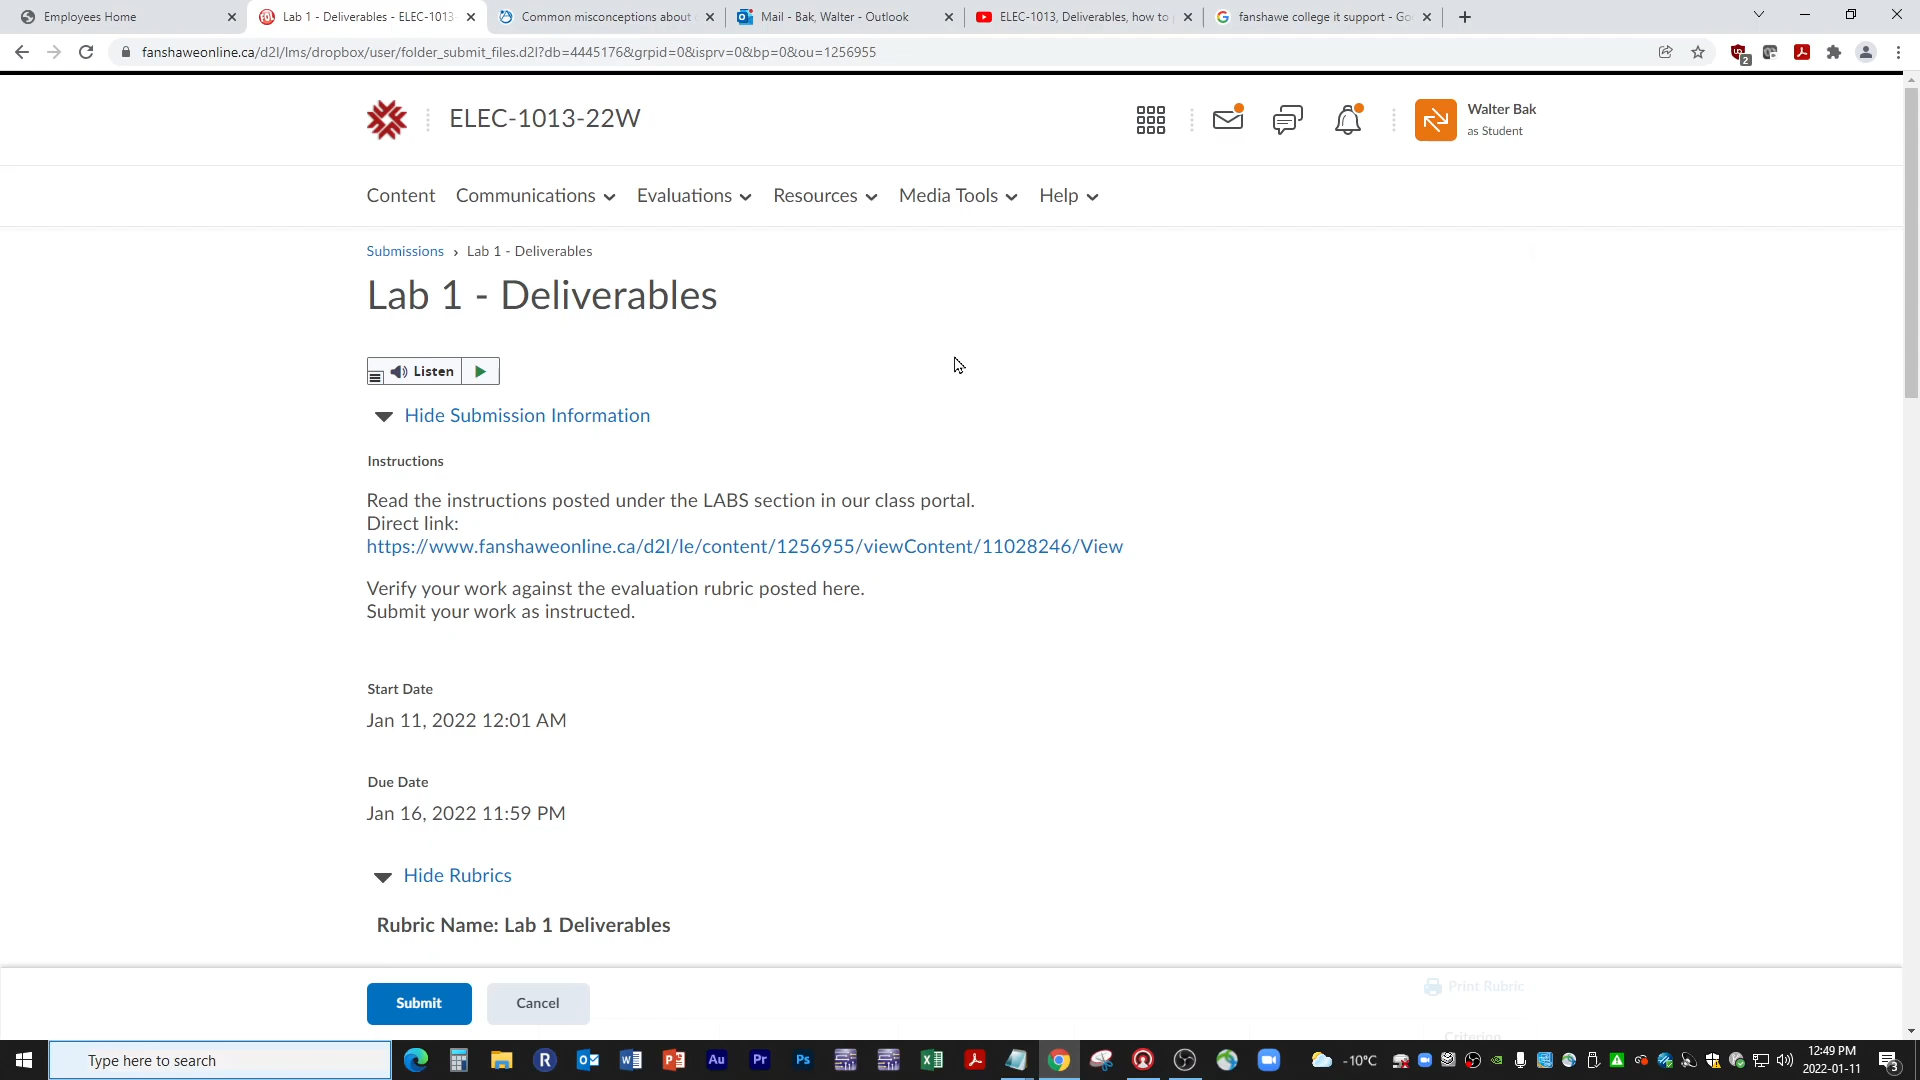 Employees Home
Lab 1 - Deliverables - ELEC-1013
Common misconceptions about
Mail - Bak, Walter - Outlook
ELEC-1013, Deliverables, how to
fanshawe college it support - Go
fanshaweonline.ca/d2l/lms/dropbox/user/folder_submit_files.d2l?db=4445176&grpid=0&isprv=0&bp=0&ou=1256955
2
ELEC-1013-22W
Walter Bak
as Student
Content
Communications
Evaluations
Resources
Media Tools
Help
Submissions › Lab 1 - Deliverables
Lab 1 - Deliverables
Listen
Hide Submission Information
Instructions
Read the instructions posted under the LABS section in our class portal.
Direct link:
https://www.fanshaweonline.ca/d2l/le/content/1256955/viewContent/11028246/View
Verify your work against the evaluation rubric posted here.
Submit your work as instructed.
Start Date
Jan 11, 2022 12:01 AM
Due Date
Jan 16, 2022 11:59 PM
Hide Rubrics
Rubric Name: Lab 1 Deliverables
Print Rubric
Submit
Cancel
Criterion
Type here to search
-10°C
12:49 PM
2022-01-11
3